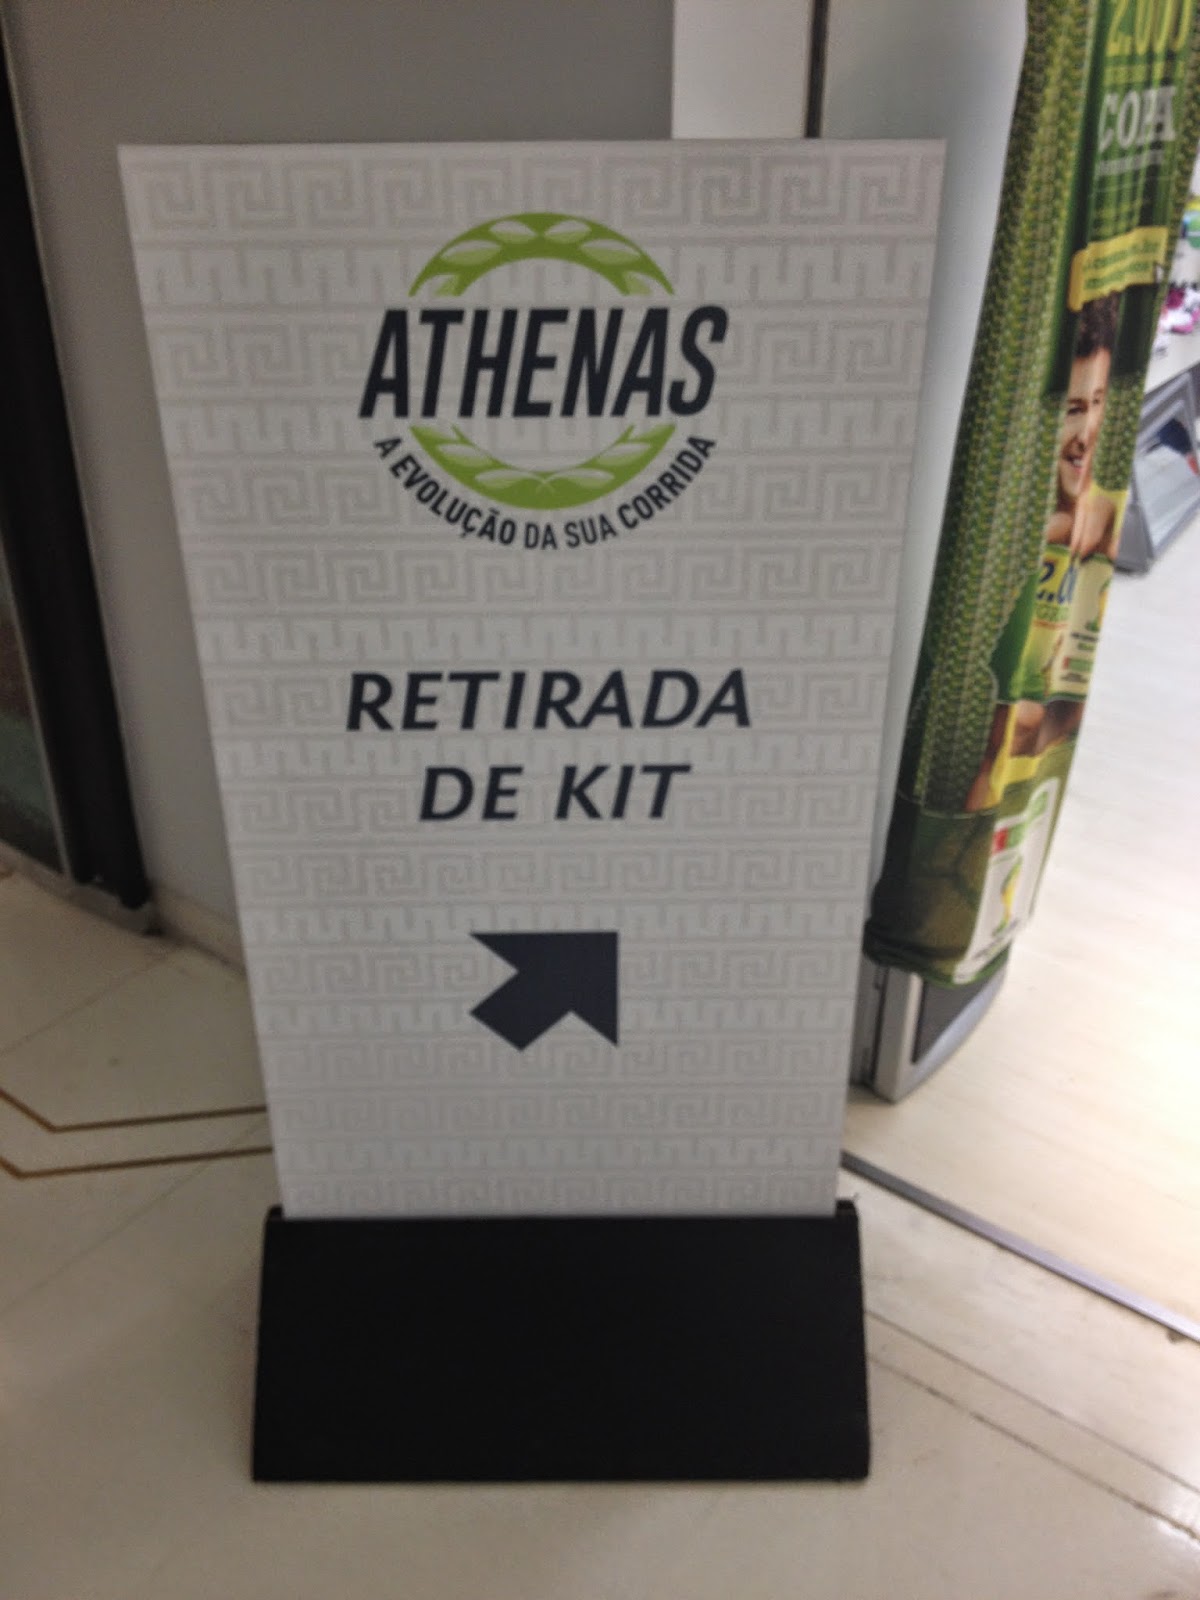 ATHENAS
A EVOLUÇÃO DA SUA CORRIDA
RETIRADA
DE KIT
COPA